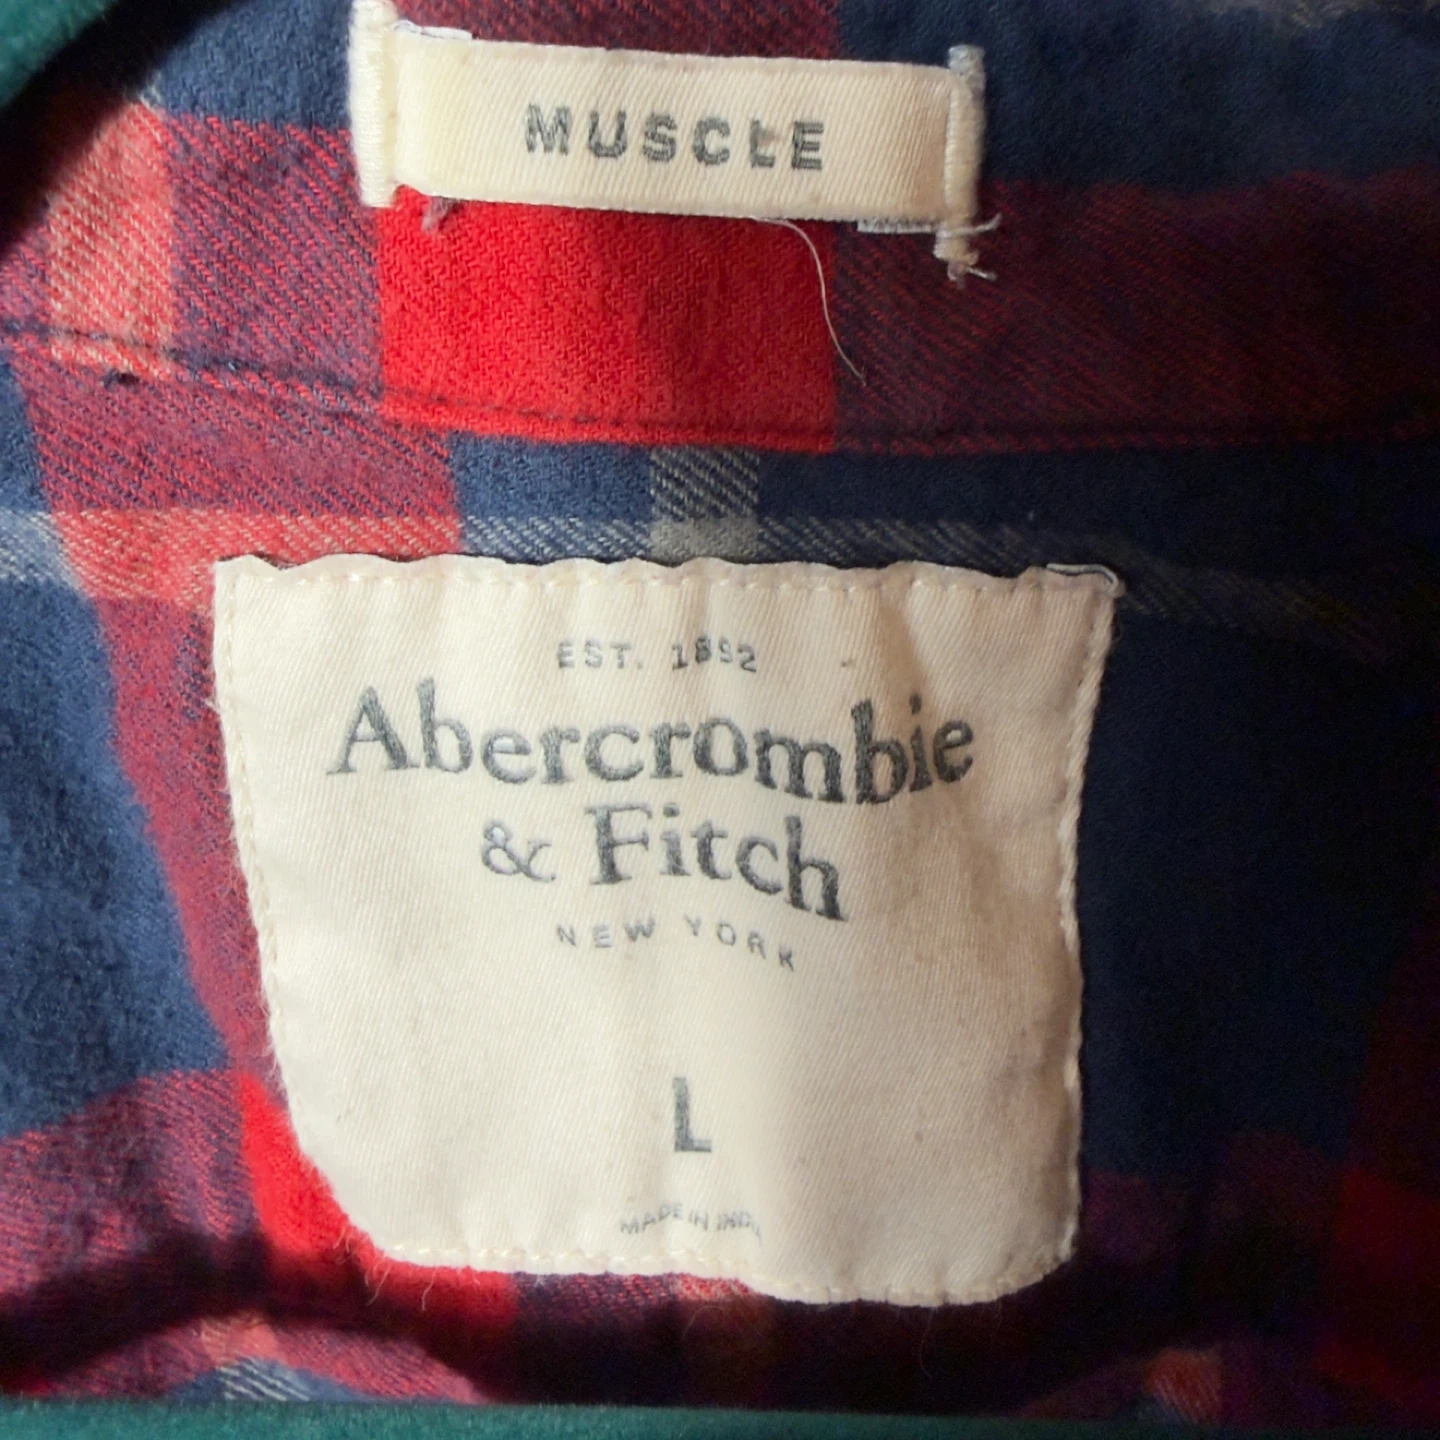 MUSCLE
EST. 1892
Abercrombie
& Fitch
NEW YORK
L
MADE IN INDIA